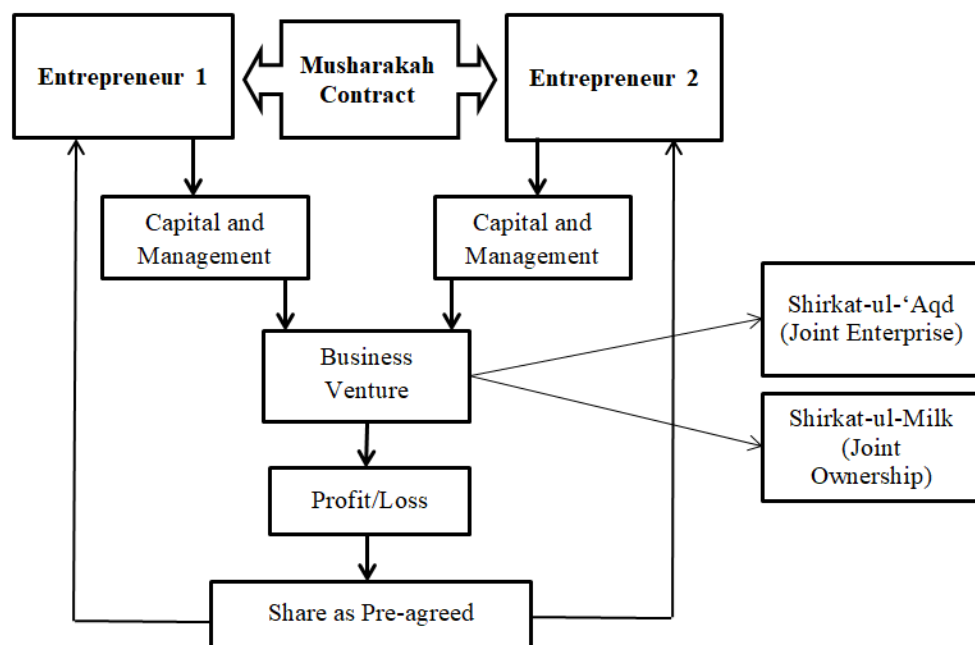 Entrepreneur 1
Musharakah
Contract
Entrepreneur 2
Capital and
Management
Capital and
Management
Shirkat-ul-‘Aqd
(Joint Enterprise)
Business
Venture
Shirkat-ul-Milk
(Joint
Ownership)
Profit/Loss
Share as Pre-agreed